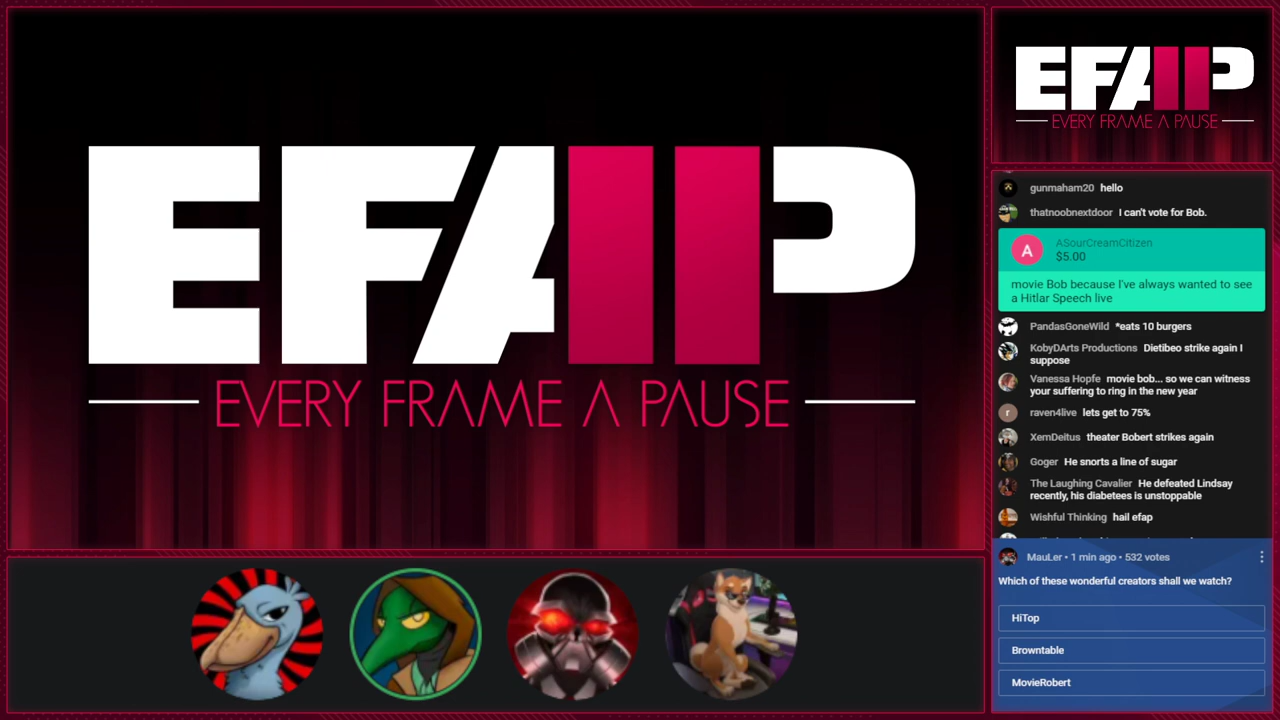 EFAP
EVERY FRAME A PAUSE
EFAP
EVERY FRAME A PAUSE
gunmaham20 hello
thatnoobnextdoor I can't vote for Bob.
A
ASourCreamCitizen
$5.00
movie Bob because I've always wanted to see
a Hitlar Speech live
PandasGoneWild *eats 10 burgers
KobyDArts Productions Dietibeo strike again I
suppose
Vanessa Hopfe movie bob... so we can witness
your suffering to ring in the new year
r raven4live lets get to 75%
XemDeitus theater Bobert strikes again
Goger He snorts a line of sugar
The Laughing Cavalier He defeated Lindsay
recently, his diabetees is unstoppable
Wishful Thinking hail efap
MauLer • 1 min ago • 532 votes
Which of these wonderful creators shall we watch?
HiTop
Browntable
MovieRobert